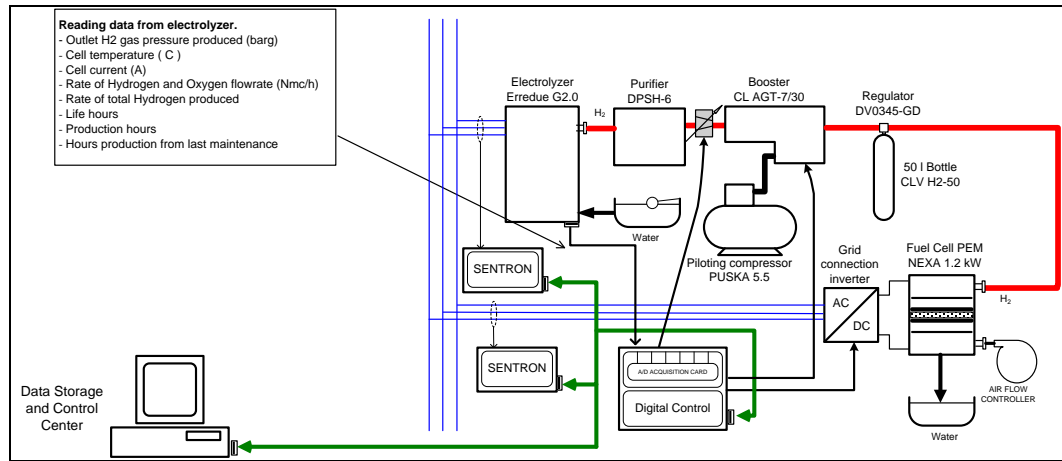 Reading data from electrolyzer.
- Outlet H2 gas pressure produced (barg)
- Cell temperature ( C )
- Cell current (A)
- Rate of Hydrogen and Oxygen flowrate (Nmc/h)
- Rate of total Hydrogen produced
- Life hours
- Production hours
- Hours production from last maintenance
Electrolyzer
Erredue G2.0
H2
Purifier
DPSH-6
Booster
CL AGT-7/30
Regulator
DV0345-GD
50 l Bottle
CLV H2-50
Water
Piloting compressor
PUSKA 5.5
SENTRON
Grid
connection
inverter
AC
DC
Fuel Cell PEM
NEXA 1.2 kW
H2
SENTRON
A/D ACQUISITION CARD
Digital Control
AIR FLOW
CONTROLLER
Water
Data Storage
and Control
Center